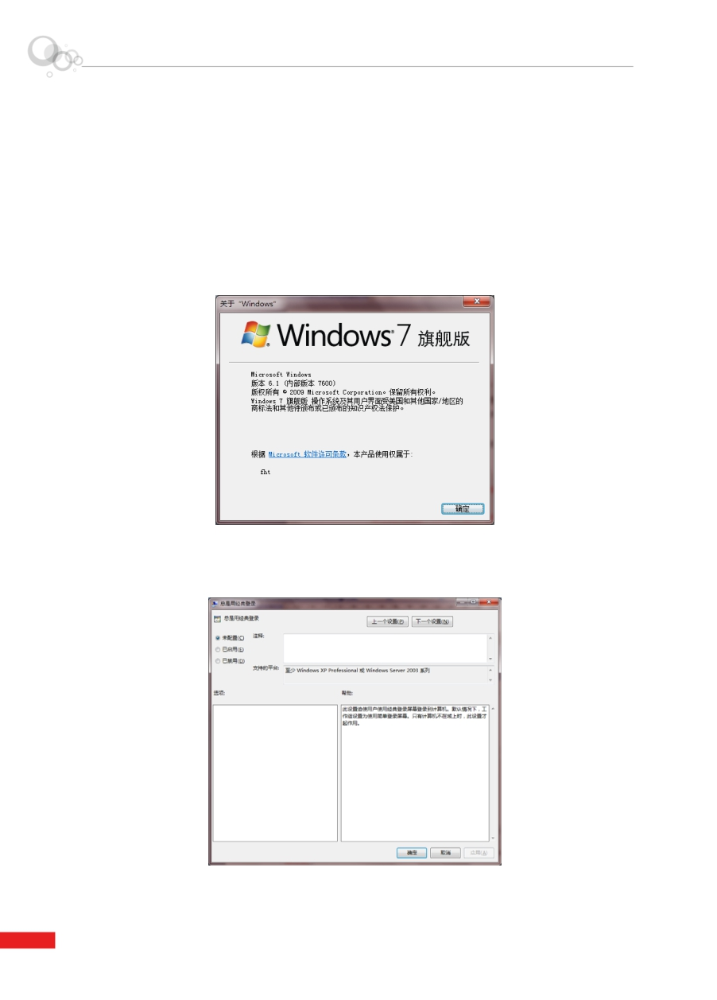 关于“Windows”
Windows 7 旗舰版
Microsoft Windows
版本 6.1 (内部版本 7600)
版权所有 © 2009 Microsoft Corporation。保留所有权利。
Windows 7 旗舰版 操作系统及其用户界面受美国和其他国家/地区的
商标法和其他待颁布或已颁布的知识产权法保护。
根据 Microsoft 软件许可条款，本产品使用权属于:
fht
确定
总是用经典登录
总是用经典登录
上一个设置(P)
下一个设置(N)
未配置(C)
注释:
已启用(E)
已禁用(D)
支持的平台:
至少 Windows XP Professional 或 Windows Server 2003 系列
选项:
帮助:
此设置迫使用户使用经典登录屏幕登录到计算机。默认情况下，工
作组设置为使用简单登录屏幕。只有计算机不在域上时，此设置才
起作用。
确定
取消
应用(A)